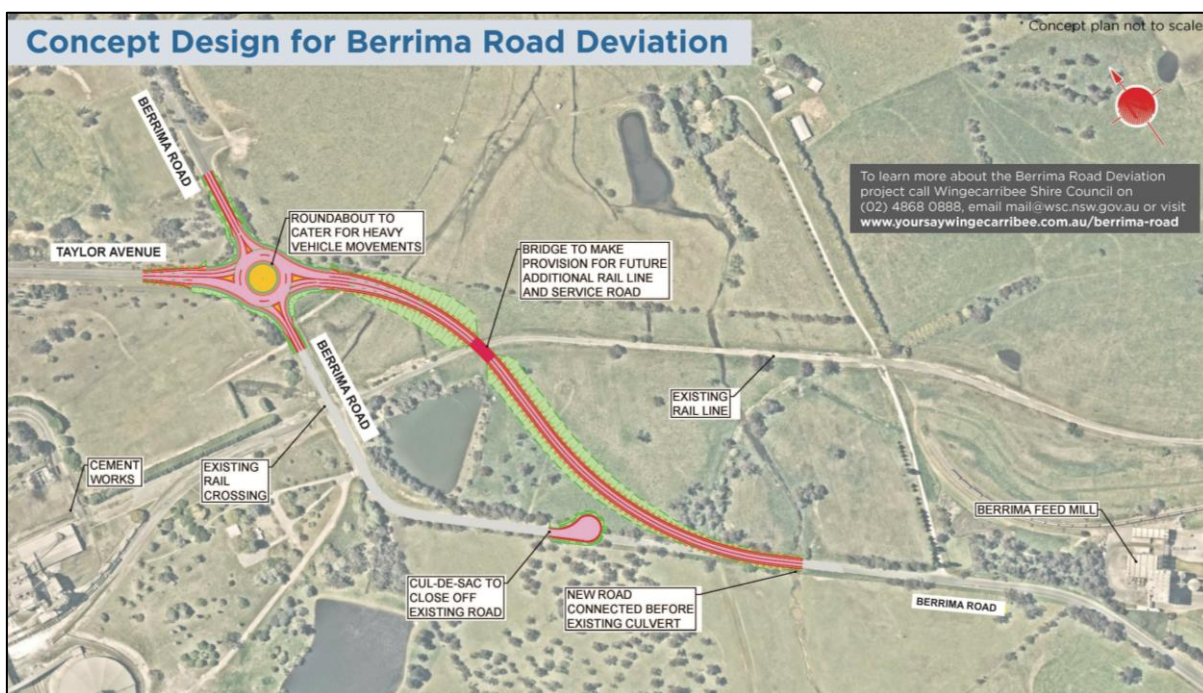 Concept Design for Berrima Road Deviation
* Concept plan not to scale
BERRIMA ROAD
To learn more about the Berrima Road Deviation
project call Wingecarribee Shire Council on
(02) 4868 0888, email mail@wsc.nsw.gov.au or visit
www.yoursaywingecarribee.com.au/berrima-road
ROUNDABOUT TO
CATER FOR HEAVY
VEHICLE MOVEMENTS
TAYLOR AVENUE
BRIDGE TO MAKE
PROVISION FOR FUTURE
ADDITIONAL RAIL LINE
AND SERVICE ROAD
BERRIMA ROAD
EXISTING
RAIL LINE
CEMENT
WORKS
EXISTING
RAIL
CROSSING
BERRIMA FEED MILL
CUL-DE-SAC TO
CLOSE OFF
EXISTING ROAD
NEW ROAD
CONNECTED BEFORE
EXISTING CULVERT
BERRIMA ROAD